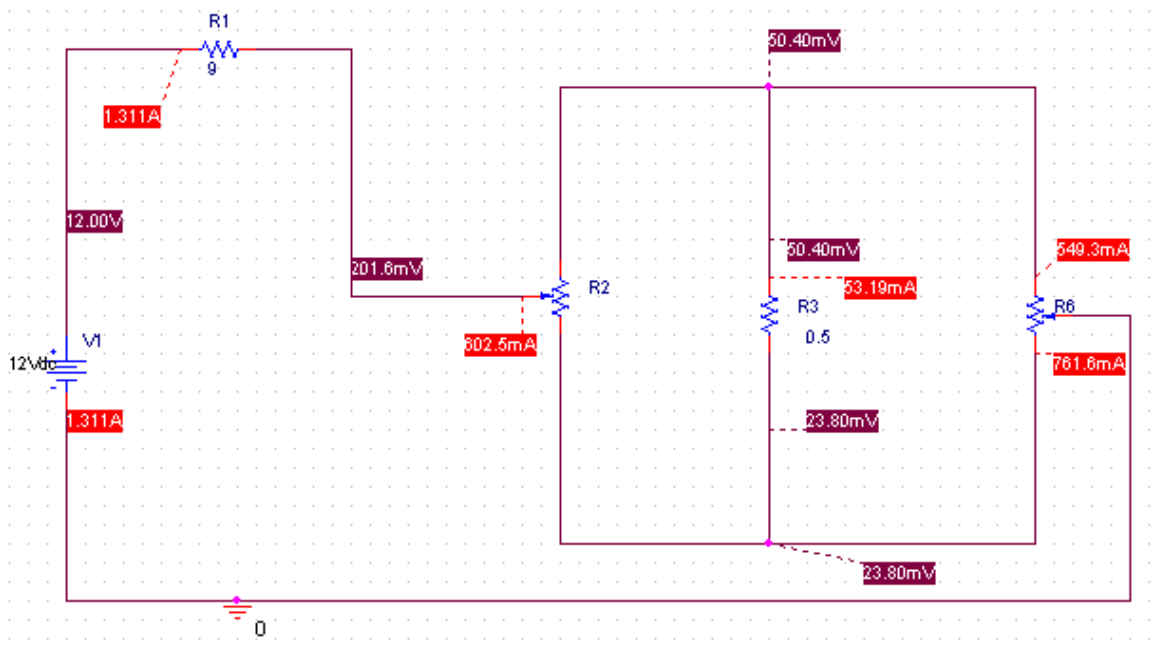 R1
9
50.40mV
1.311A
12.00V
50.40mV
549.3mA
201.6mV
R2
53.19mA
R3
R6
0.5
V1
602.5mA
12Vdc
761.6mA
1.311A
23.80mV
23.80mV
0